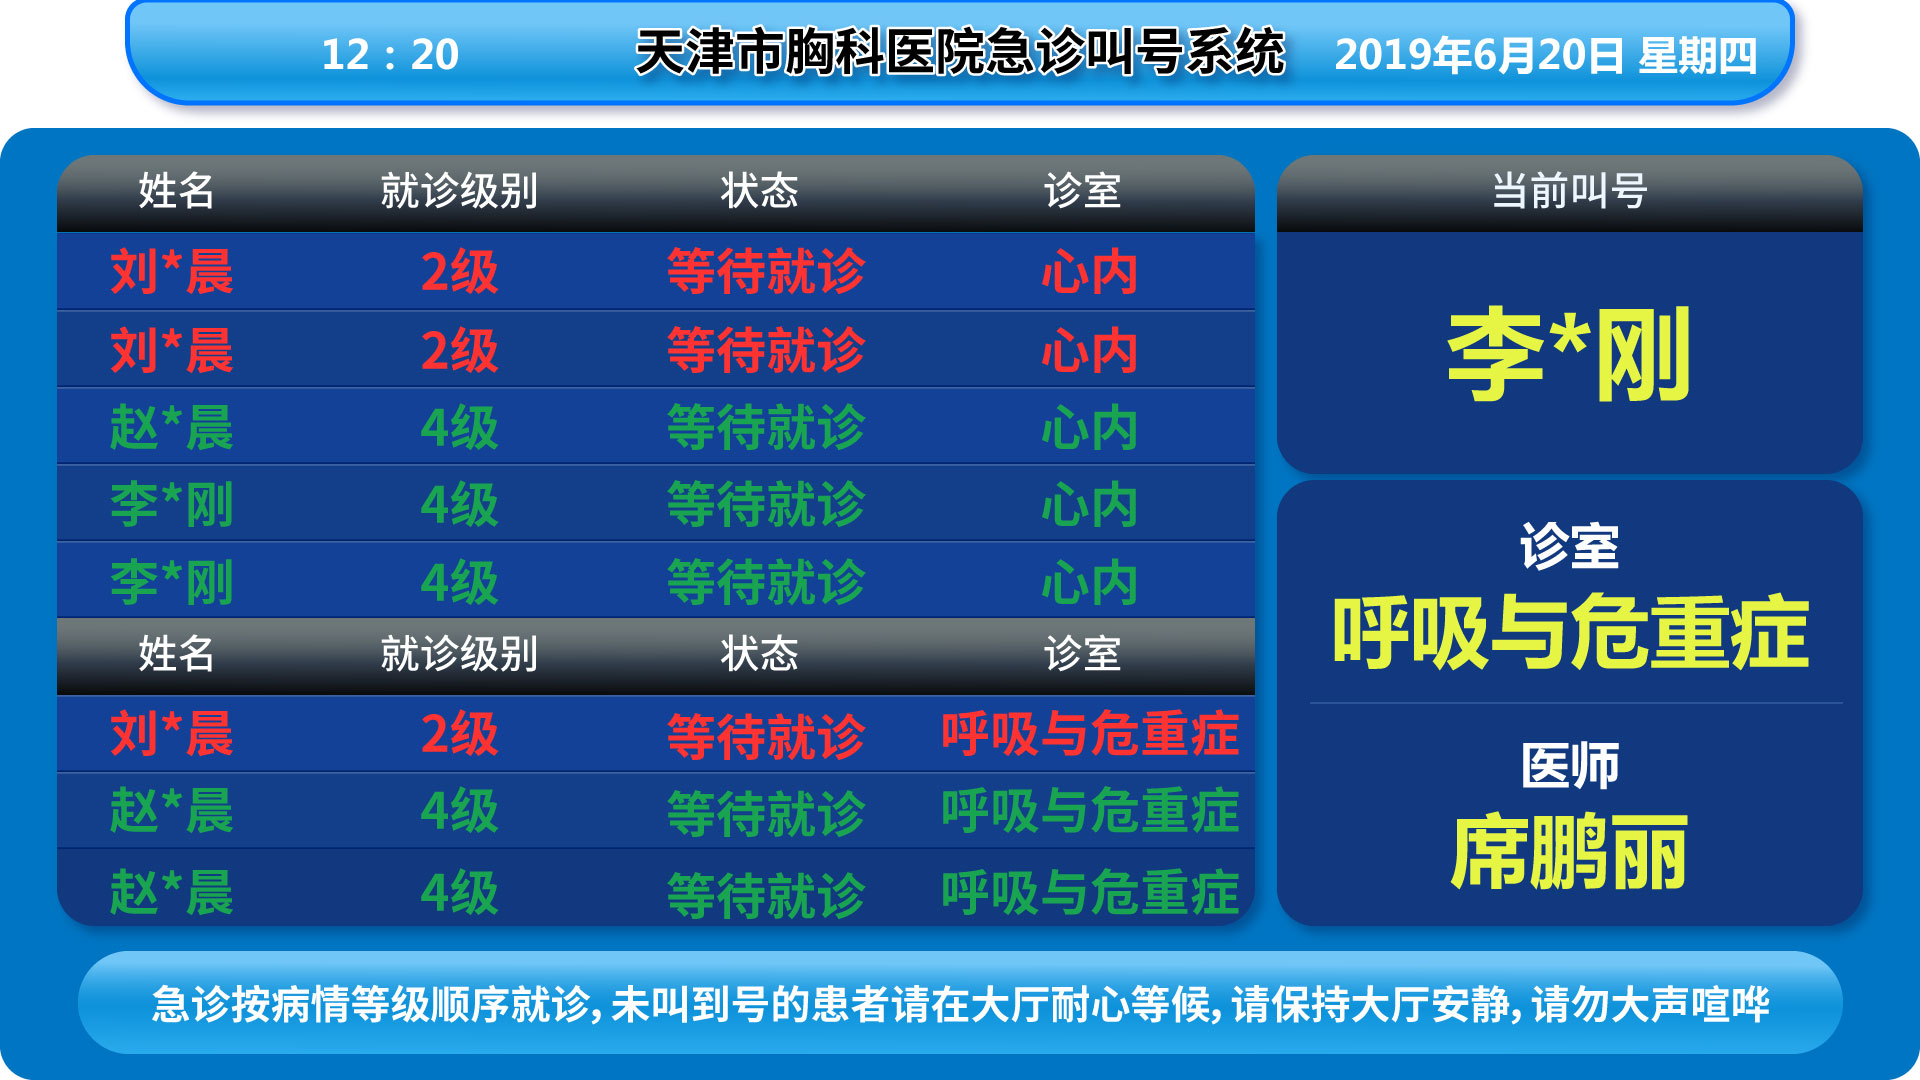 12：20 天津市胸科医院急诊叫号系统 2019年6月20日 星期四
姓名 就诊级别 状态 诊室
刘*晨 2级 等待就诊 心内
刘*晨 2级 等待就诊 心内
赵*晨 4级 等待就诊 心内
李*刚 4级 等待就诊 心内
李*刚 4级 等待就诊 心内
姓名 就诊级别 状态 诊室
刘*晨 2级 等待就诊 呼吸与危重症
赵*晨 4级 等待就诊 呼吸与危重症
赵*晨 4级 等待就诊 呼吸与危重症
当前叫号
李*刚
诊室
呼吸与危重症
医师
席鹏丽
急诊按病情等级顺序就诊，未叫到号的患者请在大厅耐心等候，请保持大厅安静，请勿大声喧哗